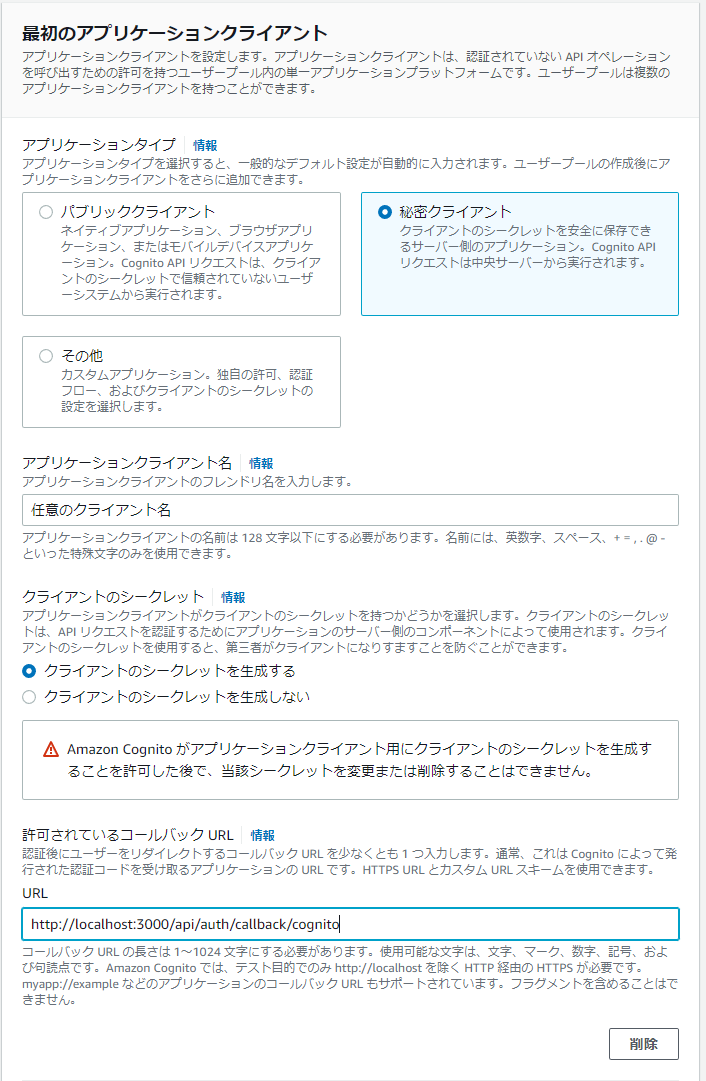 最初のアプリケーションクライアント
アプリケーションクライアントを設定します。アプリケーションクライアントは、認証されていない API オペレーション
を呼び出すための許可を持つユーザープール内の単一アプリケーションプラットフォームです。ユーザープールは複数の
アプリケーションクライアントを持つことができます。
アプリケーションタイプ 情報
アプリケーションタイプを選択すると、一般的なデフォルト設定が自動的に入力されます。ユーザープールの作成後にア
プリケーションクライアントをさらに追加できます。
パブリッククライアント
ネイティブアプリケーション、ブラウザアプリ
ケーション、またはモバイルデバイスアプリケ
ーション。Cognito API リクエストは、クライア
ントのシークレットで信頼されていないユーザ
ーシステムから実行されます。
秘密クライアント
クライアントのシークレットを安全に保存でき
るサーバー側のアプリケーション。Cognito API
リクエストは中央サーバーから実行されます。
その他
カスタムアプリケーション。独自の許可、認証
フロー、およびクライアントのシークレットの
設定を選択します。
アプリケーションクライアント名 情報
アプリケーションクライアントのフレンドリ名を入力します。
任意のクライアント名
アプリケーションクライアントの名前は 128 文字以下にする必要があります。名前には、英数字、スペース、+ = , . @ -
といった特殊文字のみを使用できます。
クライアントのシークレット 情報
アプリケーションクライアントがクライアントのシークレットを持つかどうかを選択します。クライアントのシークレッ
トは、API リクエストを認証するためにアプリケーションのサーバー側のコンポーネントによって使用されます。クライ
アントのシークレットを使用すると、第三者がクライアントになりすますことを防ぐことができます。
クライアントのシークレットを生成する
クライアントのシークレットを生成しない
Amazon Cognito がアプリケーションクライアント用にクライアントのシークレットを生成す
ることを許可した後で、当該シークレットを変更または削除することはできません。
許可されているコールバック URL 情報
認証後にユーザーをリダイレクトするコールバック URL を少なくとも 1 つ入力します。通常、これは Cognito によって発
行された認証コードを受け取るアプリケーションの URL です。HTTPS URL とカスタム URL スキームを使用できます。
URL
http://localhost:3000/api/auth/callback/cognito
コールバック URL の長さは 1～1024 文字にする必要があります。使用可能な文字は、文字、マーク、数字、記号、およ
び句読点です。Amazon Cognito では、テスト目的でのみ http://localhost を除く HTTP 経由の HTTPS が必要です。
myapp://example などのアプリケーションのコールバック URL もサポートされています。フラグメントを含めることはで
きません。
削除